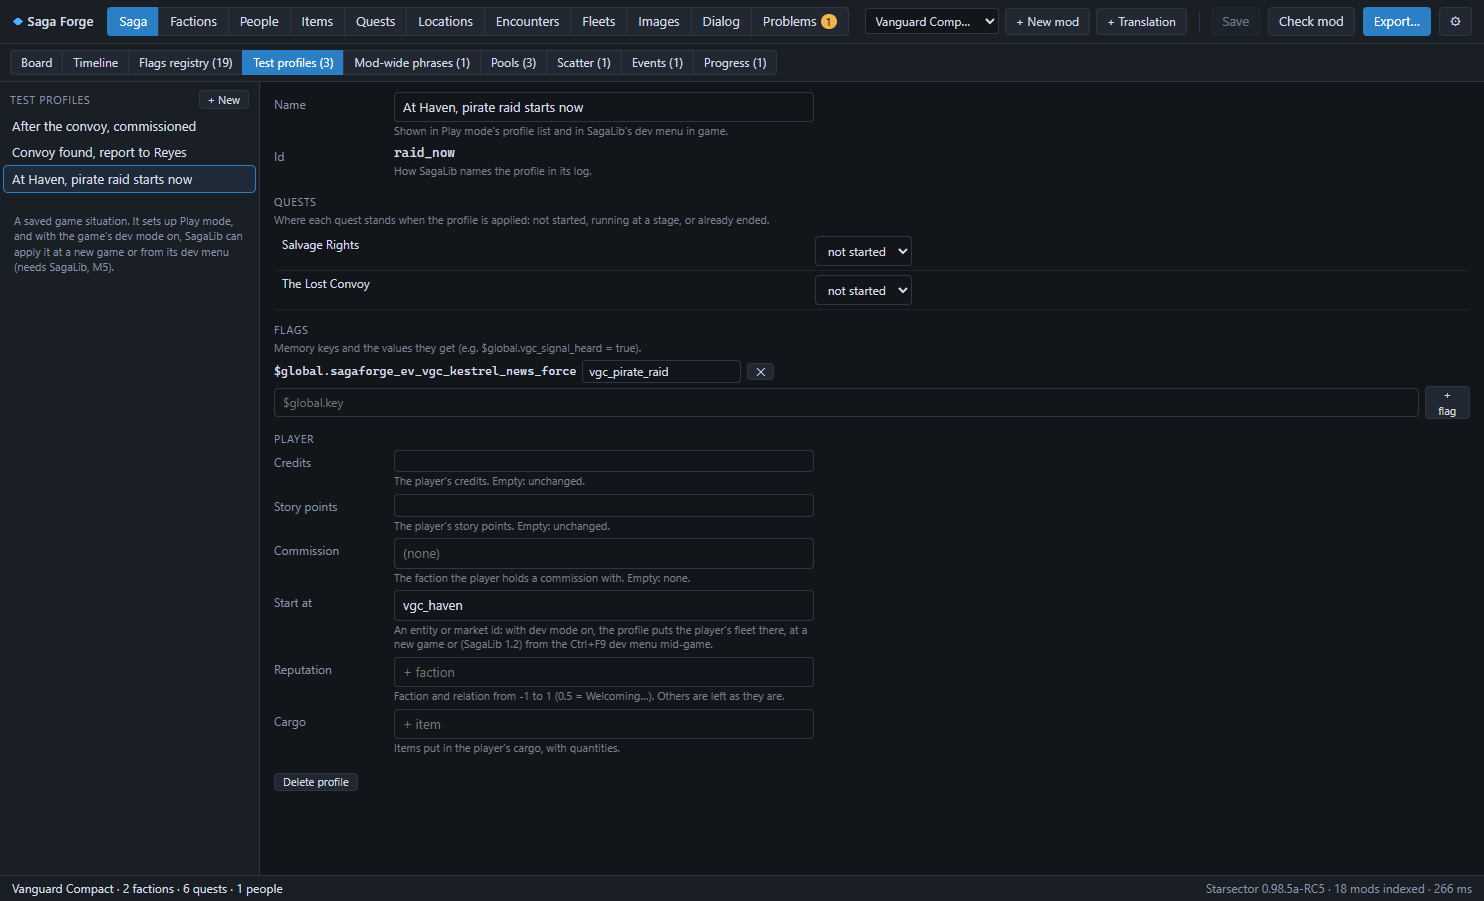 Saga Forge
Saga
Factions
People
Items
Quests
Locations
Encounters
Fleets
Images
Dialog
Problems 1
Vanguard Comp...
+ New mod
+ Translation
Save
Check mod
Export...
Board
Timeline
Flags registry (19)
Test profiles (3)
Mod-wide phrases (1)
Pools (3)
Scatter (1)
Events (1)
Progress (1)
TEST PROFILES
+ New
After the convoy, commissioned
Convoy found, report to Reyes
At Haven, pirate raid starts now
A saved game situation. It sets up Play mode,
and with the game's dev mode on, SagaLib can
apply it at a new game or from its dev menu
(needs SagaLib, M5).
Name
At Haven, pirate raid starts now
Shown in Play mode's profile list and in SagaLib's dev menu in game.
Id
raid_now
How SagaLib names the profile in its log.
QUESTS
Where each quest stands when the profile is applied: not started, running at a stage, or already ended.
Salvage Rights
not started
The Lost Convoy
not started
FLAGS
Memory keys and the values they get (e.g. $global.vgc_signal_heard = true).
$global.sagaforge_ev_vgc_kestrel_news_force
vgc_pirate_raid
$global.key
+
flag
PLAYER
Credits
The player's credits. Empty: unchanged.
Story points
The player's story points. Empty: unchanged.
Commission
(none)
The faction the player holds a commission with. Empty: none.
Start at
vgc_haven
An entity or market id: with dev mode on, the profile puts the player's fleet there, at a
new game or (SagaLib 1.2) from the Ctrl+F9 dev menu mid-game.
Reputation
+ faction
Faction and relation from -1 to 1 (0.5 = Welcoming...). Others are left as they are.
Cargo
+ item
Items put in the player's cargo, with quantities.
Delete profile
Vanguard Compact · 2 factions · 6 quests · 1 people
Starsector 0.98.5a-RC5 · 18 mods indexed · 266 ms